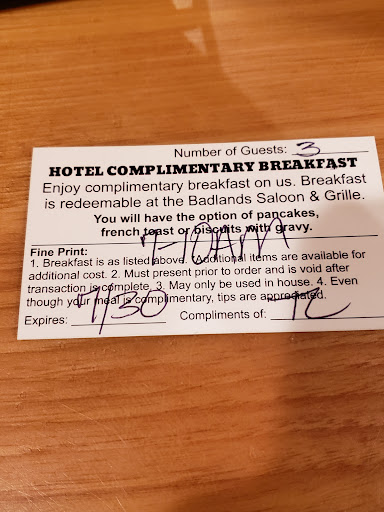 Number of Guests: 3
HOTEL COMPLIMENTARY BREAKFAST
Enjoy complimentary breakfast on us. Breakfast
is redeemable at the Badlands Saloon & Grille.
You will have the option of pancakes,
french toast or biscuits with gravy.
7-10AM
Fine Print:
1. Breakfast is as listed above. Additional items are available for
additional cost. 2. Must present prior to order and is void after
transaction is complete. 3. May only be used in house. 4. Even
though your meal is complimentary, tips are appreciated.
Expires: 7/30 Compliments of: